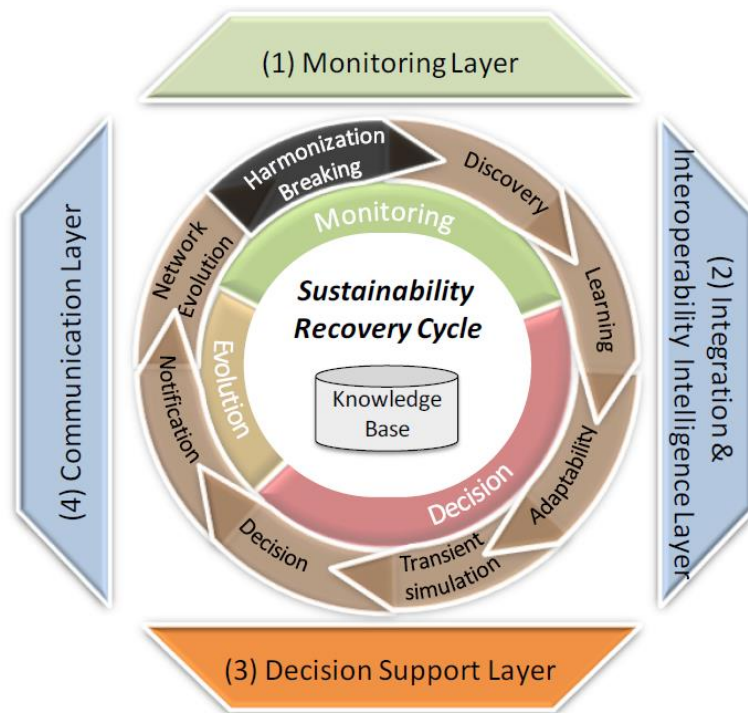 (1) Monitoring Layer
Harmonization
Breaking
Discovery
Learning
Adaptability
Transient
simulation
Decision
Notification
Network
Evolution
Monitoring
Decision
Evolution
Sustainability
Recovery Cycle
Knowledge
Base
(2) Integration &
Interoperability Intelligence Layer
(3) Decision Support Layer
(4) Communication Layer